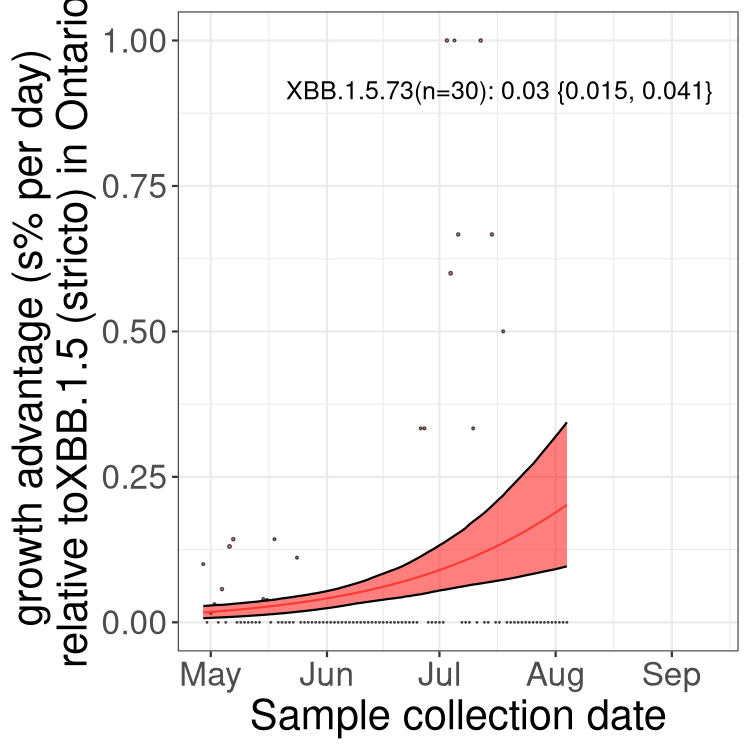 growth advantage (s% per day)
relative toXBB.1.5 (stricto) in Ontario
1.00
0.75
0.50
0.25
0.00
XBB.1.5.73(n=30): 0.03 {0.015, 0.041}
May Jun Jul Aug Sep
Sample collection date